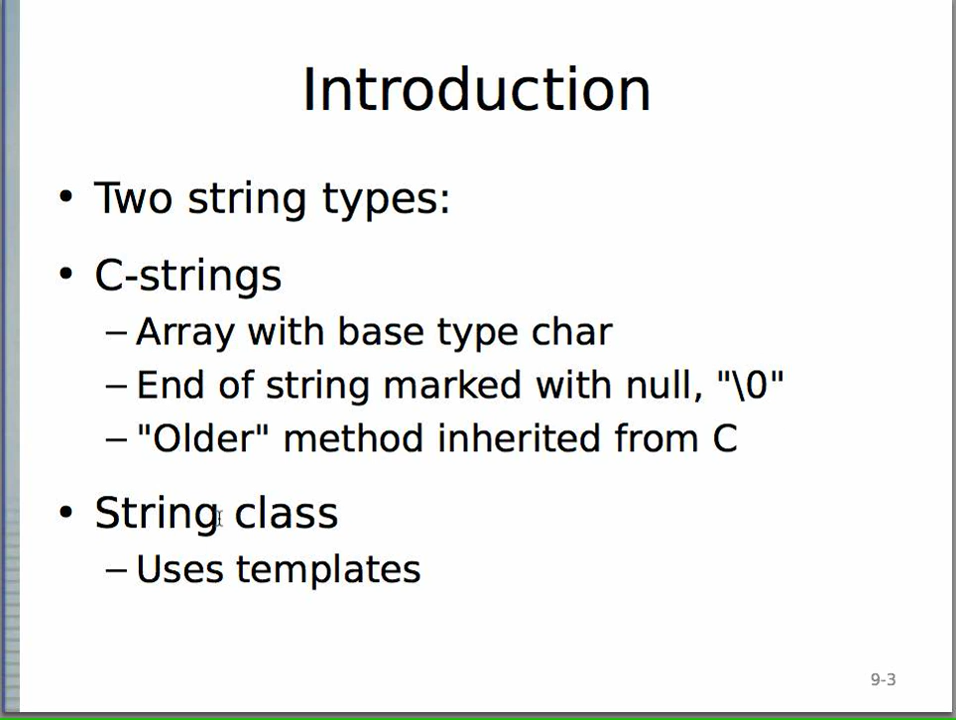 Introduction
• Two string types:
• C-strings
– Array with base type char
– End of string marked with null, "\0"
– "Older" method inherited from C
• String class
– Uses templates
9-3